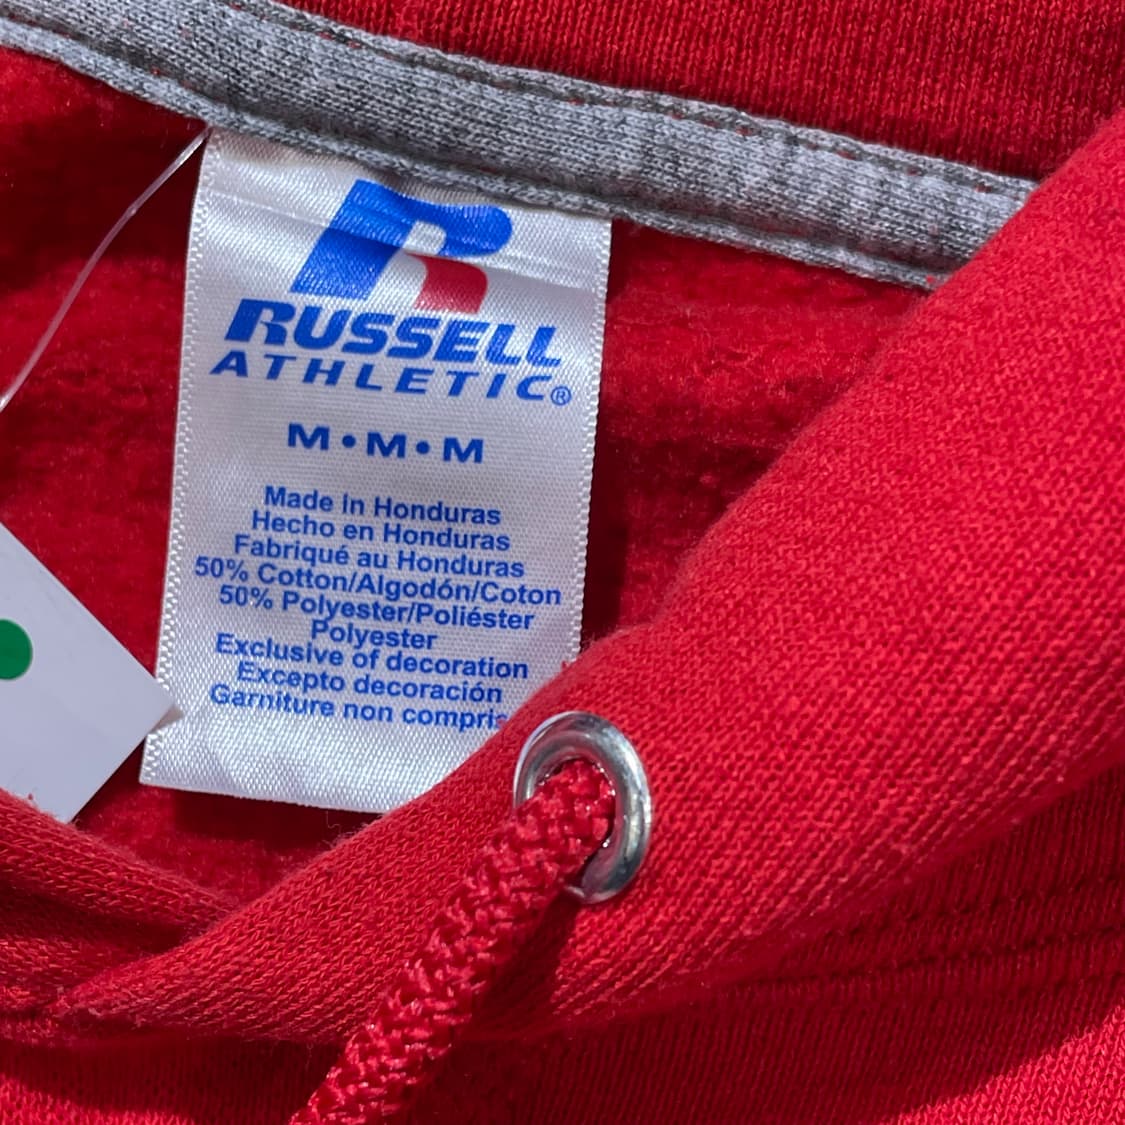 RUSSELL
ATHLETIC®
M•M•M
Made in Honduras
Hecho en Honduras
Fabriqué au Honduras
50% Cotton/Algodón/Coton
50% Polyester/Poliéster
Polyester
Exclusive of decoration
Excepto decoración
Garniture non compris